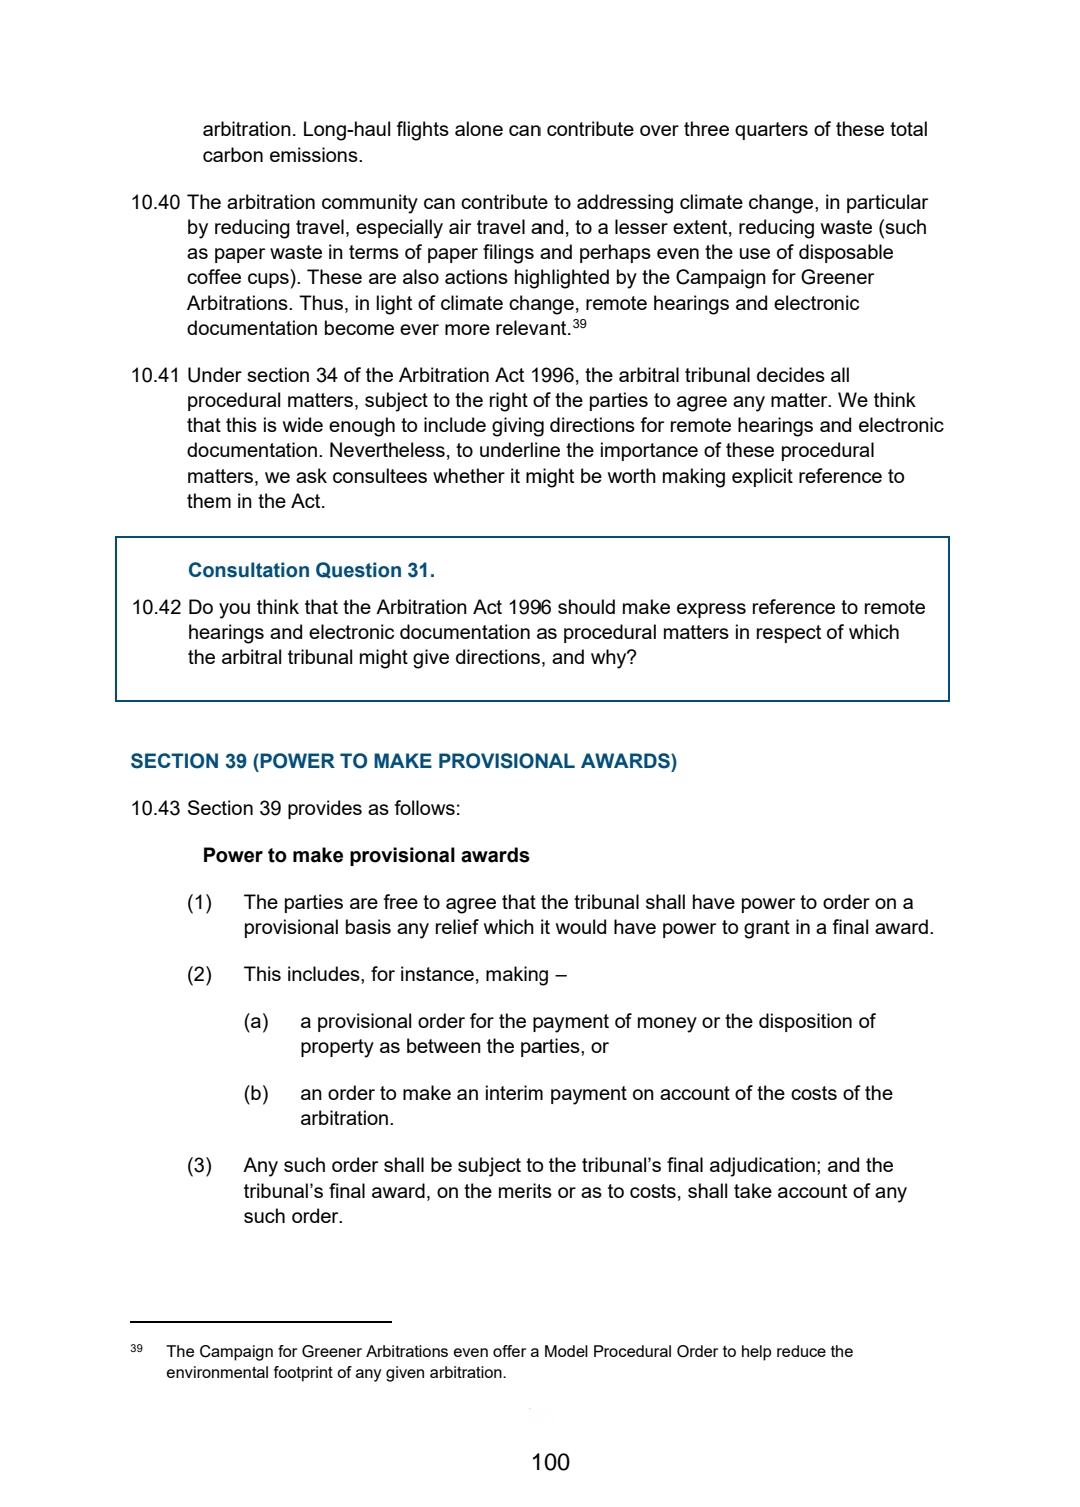 arbitration. Long-haul flights alone can contribute over three quarters of these total
carbon emissions.
10.40 The arbitration community can contribute to addressing climate change, in particular
by reducing travel, especially air travel and, to a lesser extent, reducing waste (such
as paper waste in terms of paper filings and perhaps even the use of disposable
coffee cups). These are also actions highlighted by the Campaign for Greener
Arbitrations. Thus, in light of climate change, remote hearings and electronic
documentation become ever more relevant.39
10.41 Under section 34 of the Arbitration Act 1996, the arbitral tribunal decides all
procedural matters, subject to the right of the parties to agree any matter. We think
that this is wide enough to include giving directions for remote hearings and electronic
documentation. Nevertheless, to underline the importance of these procedural
matters, we ask consultees whether it might be worth making explicit reference to
them in the Act.
Consultation Question 31.
10.42 Do you think that the Arbitration Act 1996 should make express reference to remote
hearings and electronic documentation as procedural matters in respect of which
the arbitral tribunal might give directions, and why?
SECTION 39 (POWER TO MAKE PROVISIONAL AWARDS)
10.43 Section 39 provides as follows:
Power to make provisional awards
(1) The parties are free to agree that the tribunal shall have power to order on a
provisional basis any relief which it would have power to grant in a final award.
(2) This includes, for instance, making –
(a) a provisional order for the payment of money or the disposition of
property as between the parties, or
(b) an order to make an interim payment on account of the costs of the
arbitration.
(3) Any such order shall be subject to the tribunal's final adjudication; and the
tribunal's final award, on the merits or as to costs, shall take account of any
such order.
39 The Campaign for Greener Arbitrations even offer a Model Procedural Order to help reduce the
environmental footprint of any given arbitration.
100